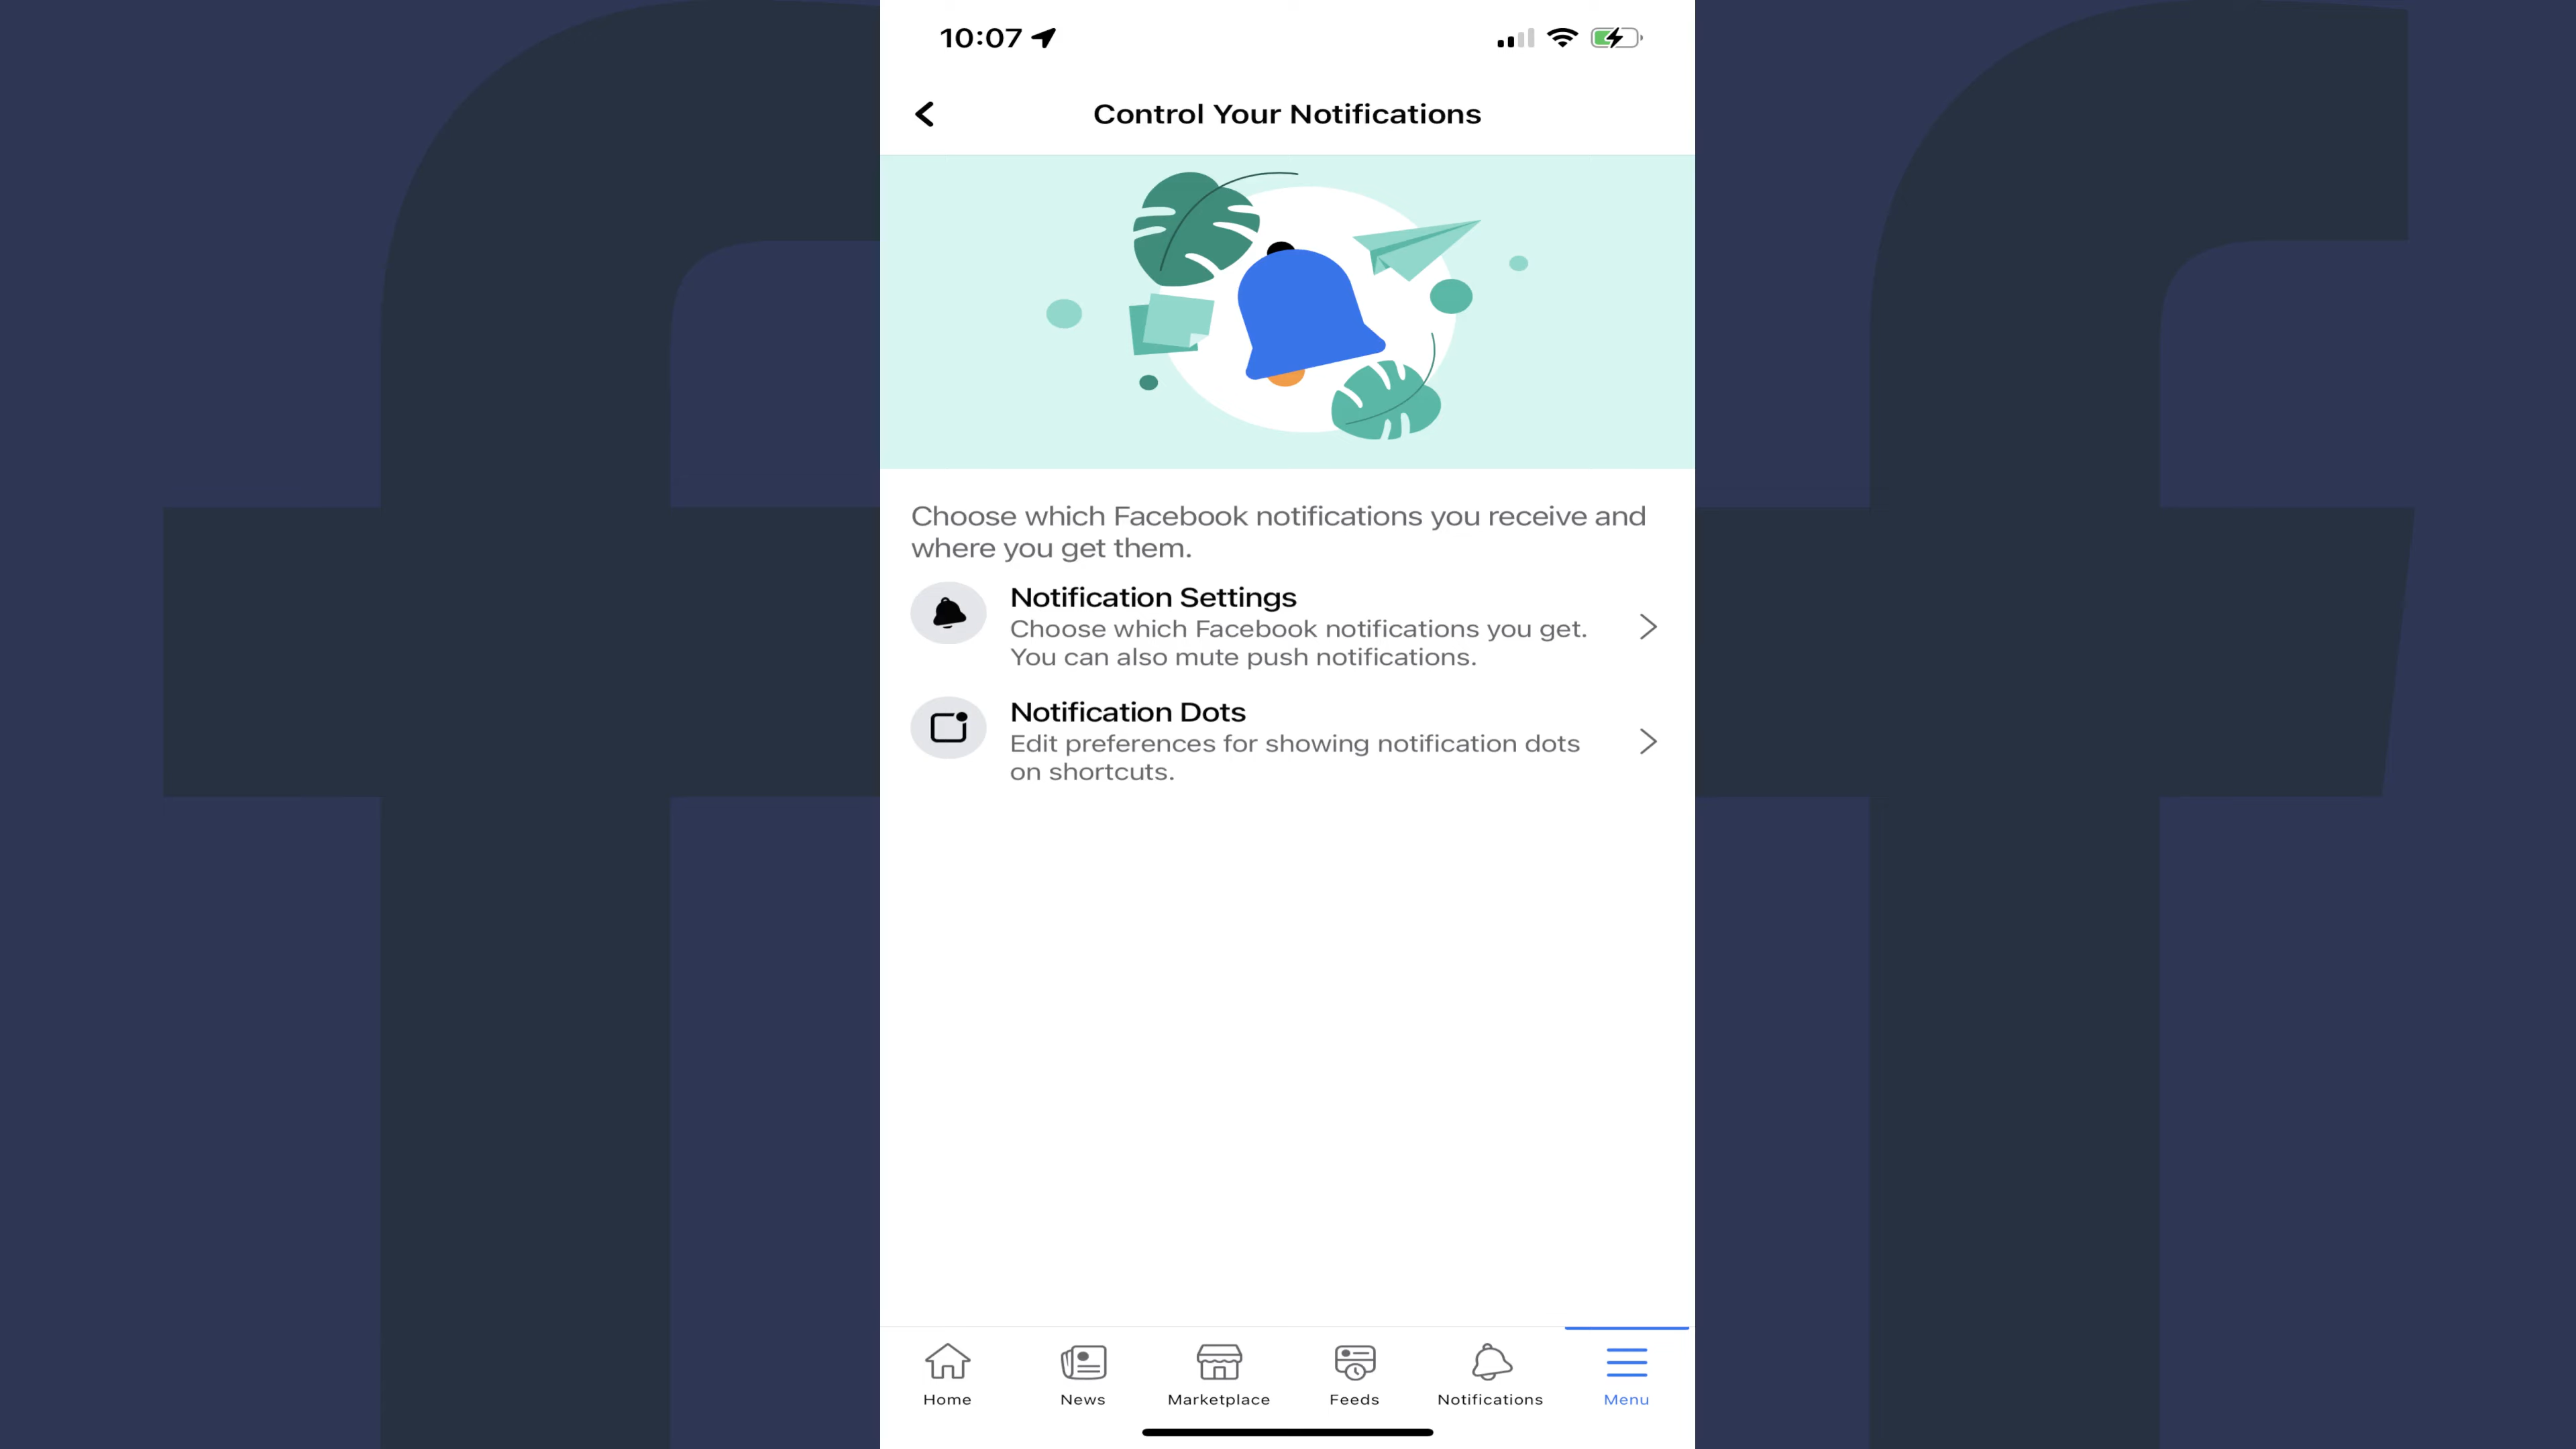 10:07
Control Your Notifications
Choose which Facebook notifications you receive and
where you get them.
Notification Settings
Choose which Facebook notifications you get.
You can also mute push notifications.
Notification Dots
Edit preferences for showing notification dots
on shortcuts.
Home News Marketplace Feeds Notifications Menu